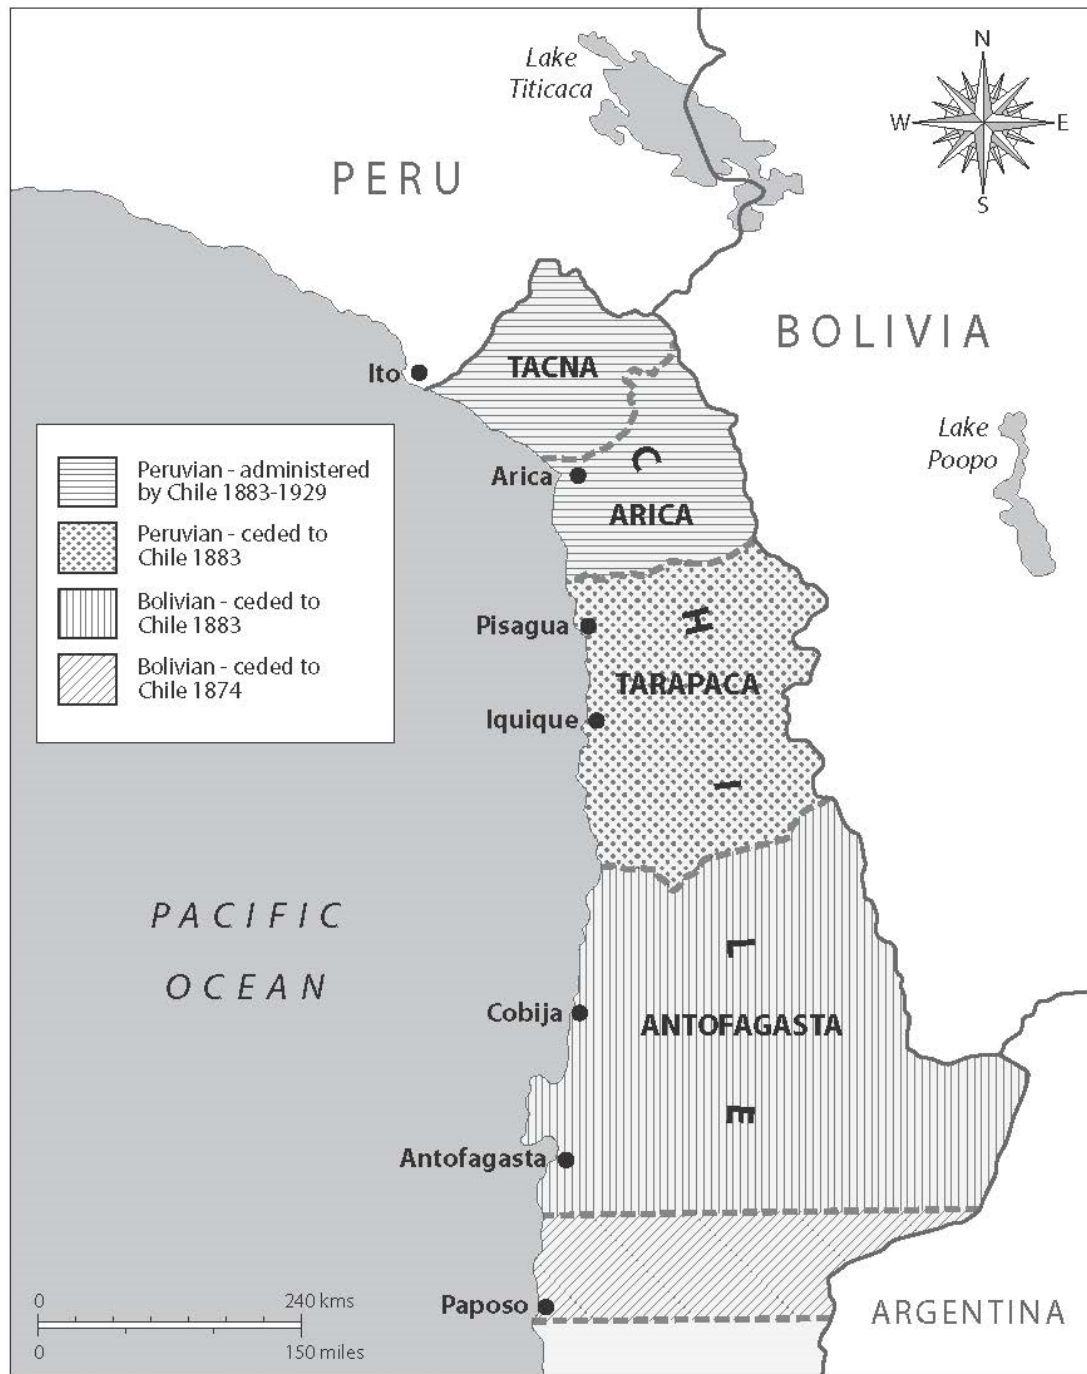 Lake
Titicaca
N
W
E
S
PERU
BOLIVIA
TACNA
Ito
Lake
Poopo
C
Arica
ARICA
Peruvian - administered
by Chile 1883-1929
Peruvian - ceded to
Chile 1883
Bolivian - ceded to
Chile 1883
Bolivian - ceded to
Chile 1874
H
Pisagua
TARAPACA
Iquique
I
PACIFIC
OCEAN
L
Cobija
ANTOFAGASTA
E
Antofagasta
Paposo
ARGENTINA
0
240 kms
0
150 miles